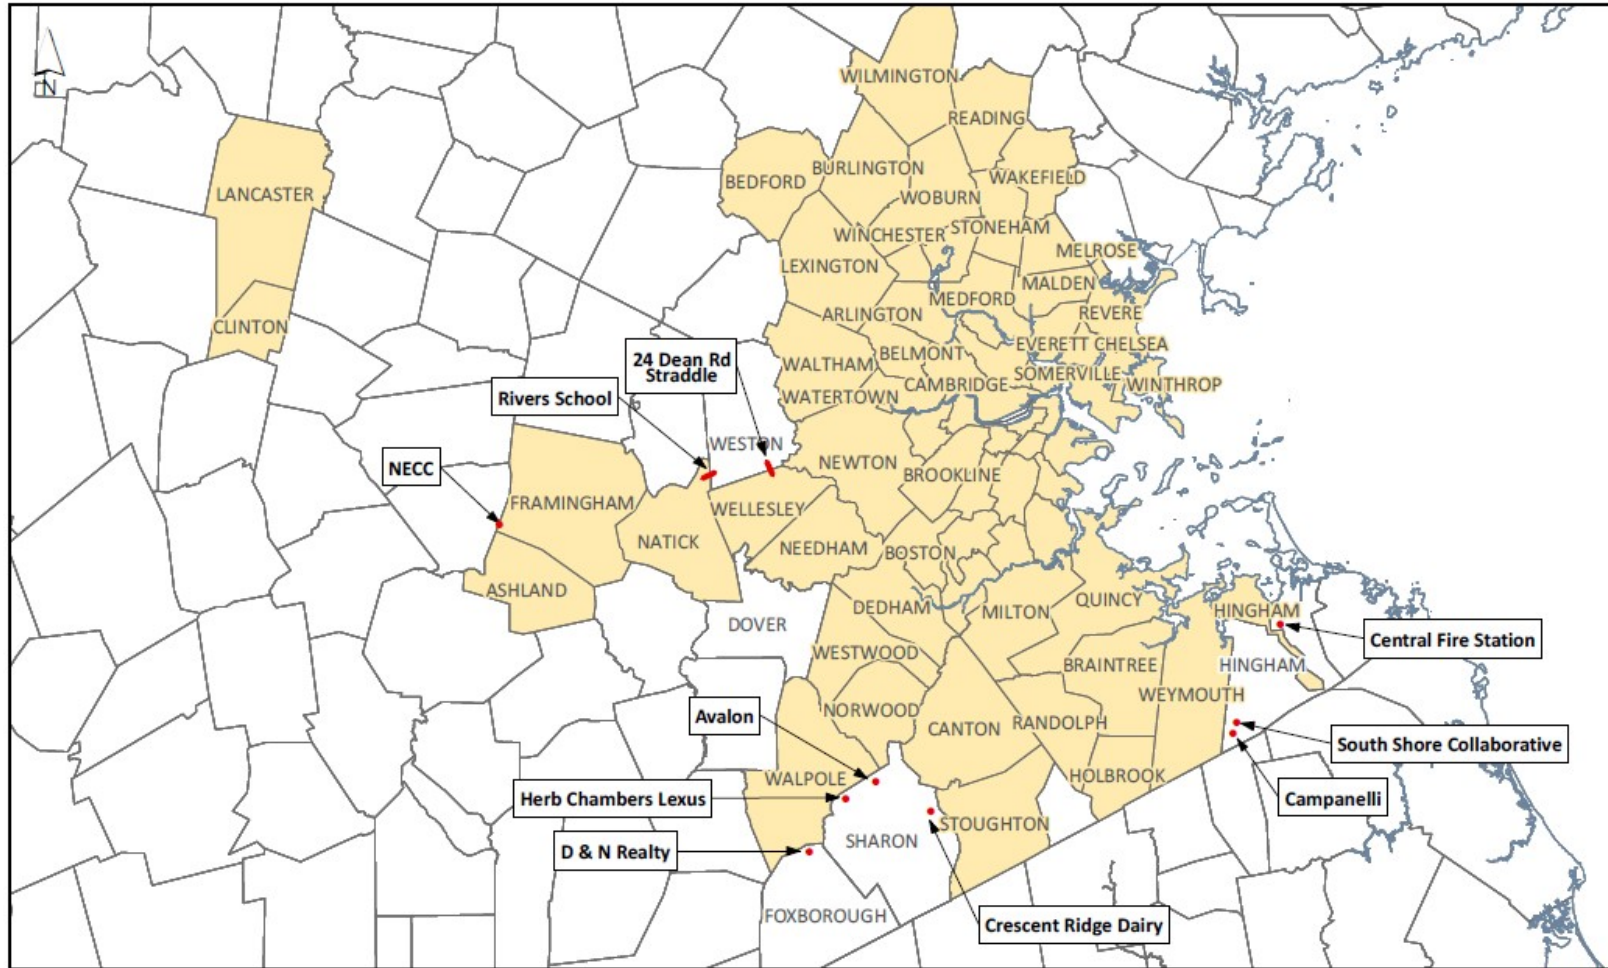 N
WILMINGTON
READING
BURLINGTON
BEDFORD
WAKEFIELD
LANCASTER
WOBURN
STONEHAM
WINCHESTER
MELROSE
LEXINGTON
MALDEN
MEDFORD
REVERE
ARLINGTON
CLINTON
EVERETT CHELSEA
BELMONT
24 Dean Rd
Straddle
WALTHAM
SOMERVILLE
CAMBRIDGE
WINTHROP
Rivers School
WATERTOWN
WESTON
NEWTON
NECC
BROOKLINE
FRAMINGHAM
WELLESLEY
NATICK
NEEDHAM
BOSTON
ASHLAND
QUINCY
DEDHAM
MILTON
HINGHAM
DOVER
Central Fire Station
WESTWOOD
BRAINTREE
HINGHAM
WEYMOUTH
NORWOOD
Avalon
RANDOLPH
CANTON
South Shore Collaborative
WALPOLE
HOLBROOK
Herb Chambers Lexus
Campanelli
STOUGHTON
SHARON
D & N Realty
FOXBOROUGH
Crescent Ridge Dairy